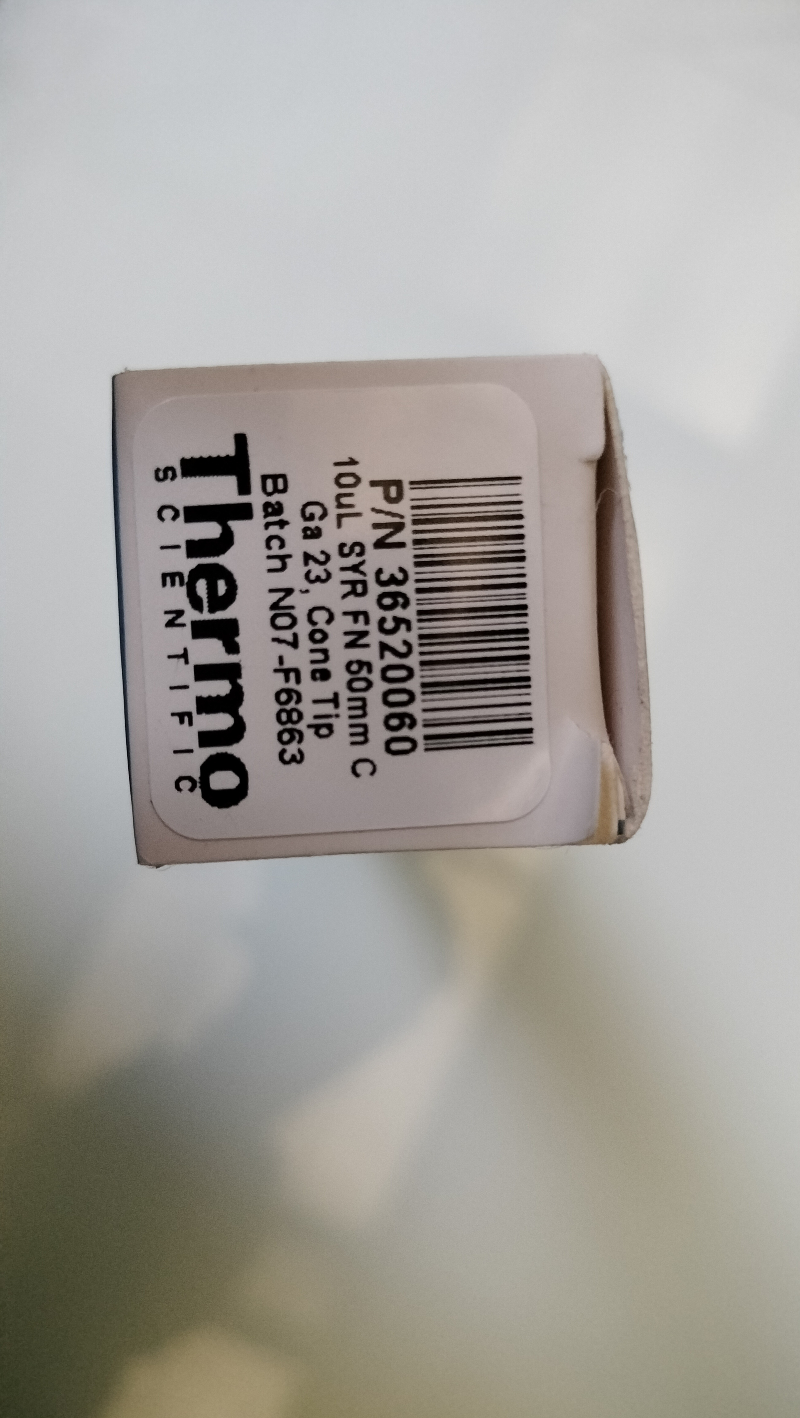 P/N 36520060
10uL SYR FN 50mm C
Ga 23, Cone Tip
Batch N07-F6863
Thermo
SCIENTIFIC